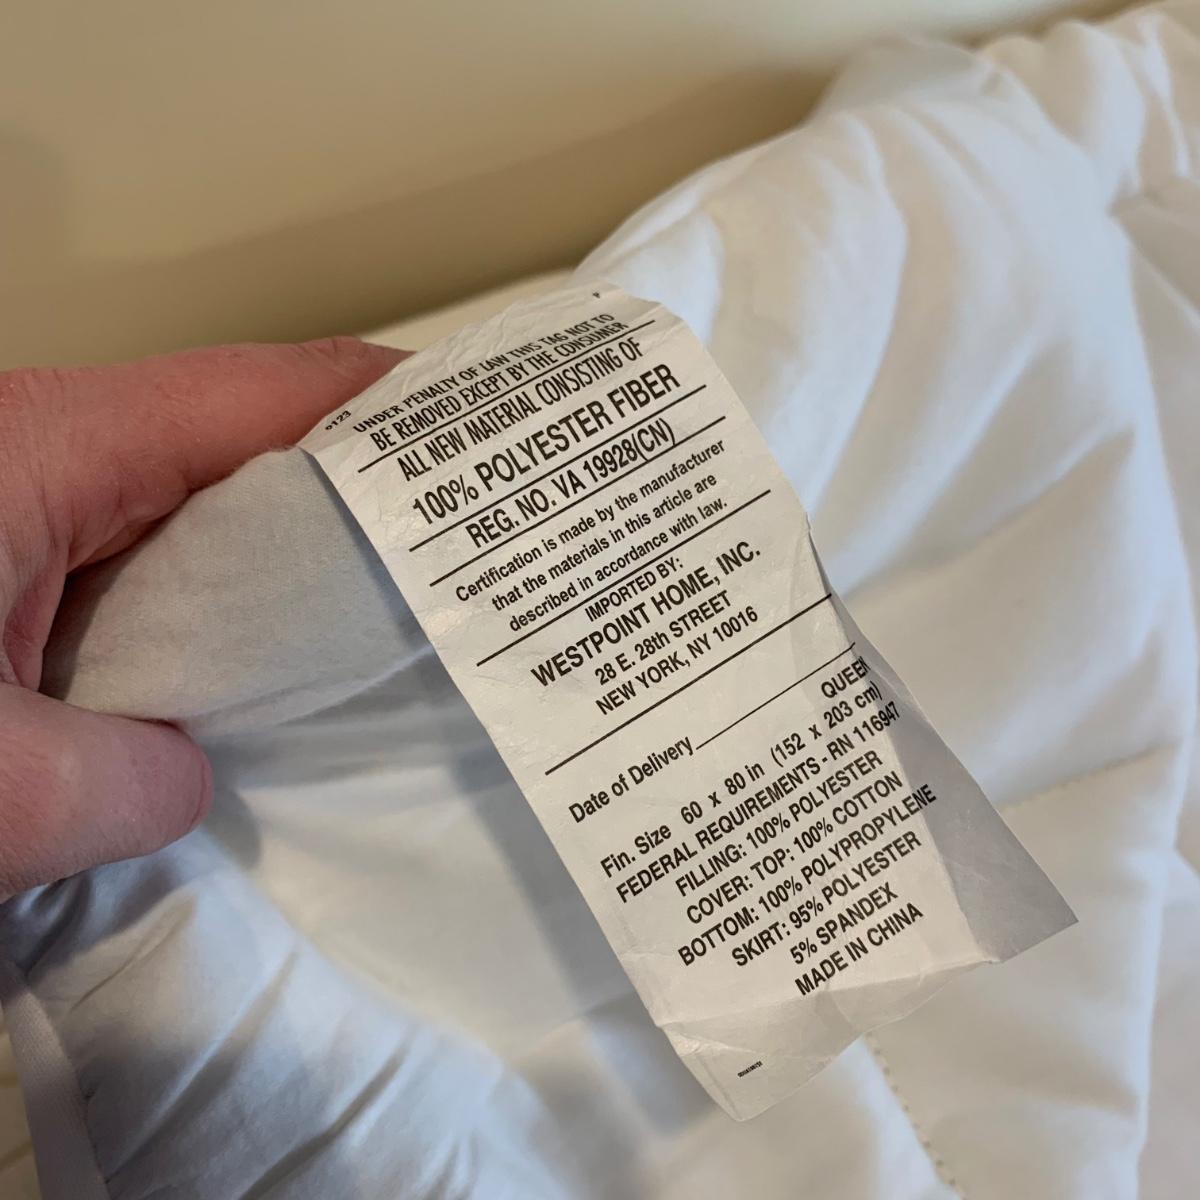 UNDER PENALTY OF LAW THIS TAG NOT TO
BE REMOVED EXCEPT BY THE CONSUMER
ALL NEW MATERIAL CONSISTING OF
100% POLYESTER FIBER
REG. NO. VA 19928(CN)
Certification is made by the manufacturer
that the materials in this article are
described in accordance with law.
IMPORTED BY:
WESTPOINT HOME, INC.
28 E. 28th STREET
NEW YORK, NY 10016
Date of Delivery
QUEEN
Fin. Size 60 x 80 in (152 x 203 cm)
FEDERAL REQUIREMENTS - RN 116947
FILLING: 100% POLYESTER
COVER: TOP: 100% COTTON
BOTTOM: 100% POLYPROPYLENE
SKIRT: 95% POLYESTER
5% SPANDEX
MADE IN CHINA